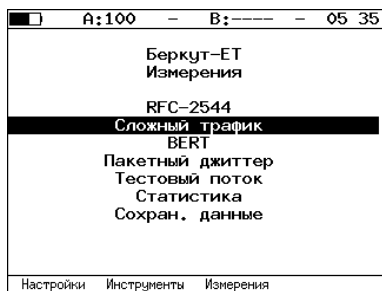 A:100 – B:---- – 05 35
Беркут-ET
Измерения
RFC-2544
Сложный трафик
BERT
Пакетный джиттер
Тестовый поток
Статистика
Сохран. данные
Настройки Инструменты Измерения